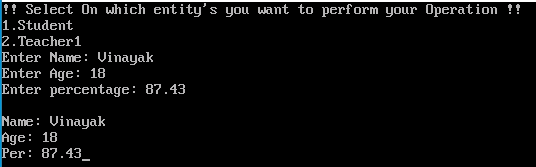 !! Select On which entity's you want to perform your Operation !!
1.Student
2.Teacher1
Enter Name: Vinayak
Enter Age: 18
Enter percentage: 87.43
Name: Vinayak
Age: 18
Per: 87.43_